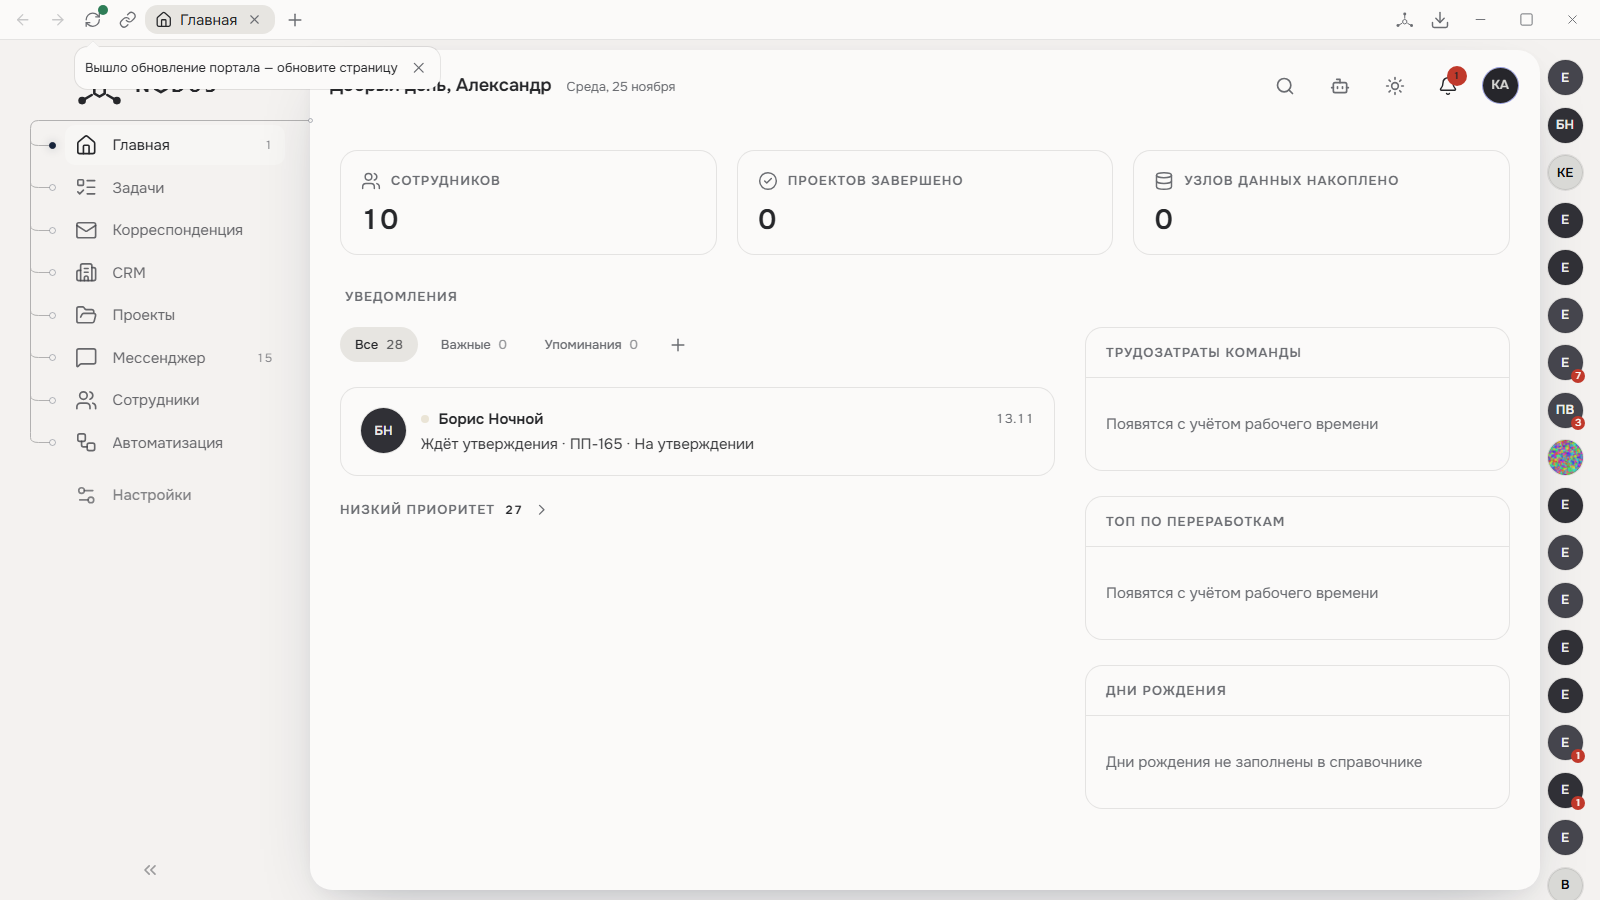 Главная
Вышло обновление портала — обновите страницу
Добрый день, Александр
Среда, 25 ноября
1
КА
Главная 1
Задачи
Корреспонденция
CRM
Проекты
Мессенджер 15
Сотрудники
Автоматизация
Настройки
СОТРУДНИКОВ
10
ПРОЕКТОВ ЗАВЕРШЕНО
0
УЗЛОВ ДАННЫХ НАКОПЛЕНО
0
УВЕДОМЛЕНИЯ
Все 28
Важные 0
Упоминания 0
БН
Борис Ночной
13.11
Ждёт утверждения · ПП-165 · На утверждении
НИЗКИЙ ПРИОРИТЕТ 27
ТРУДОЗАТРАТЫ КОМАНДЫ
Появятся с учётом рабочего времени
ТОП ПО ПЕРЕРАБОТКАМ
Появятся с учётом рабочего времени
ДНИ РОЖДЕНИЯ
Дни рождения не заполнены в справочнике
Е
БН
КЕ
Е
Е
Е
Е
7
ПВ
3
Е
Е
Е
Е
Е
Е
1
Е
1
Е
В